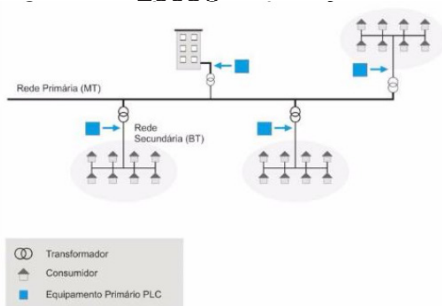 Rede Primária (MT)
Rede
Secundária (BT)
Transformador
Consumidor
Equipamento Primário PLC